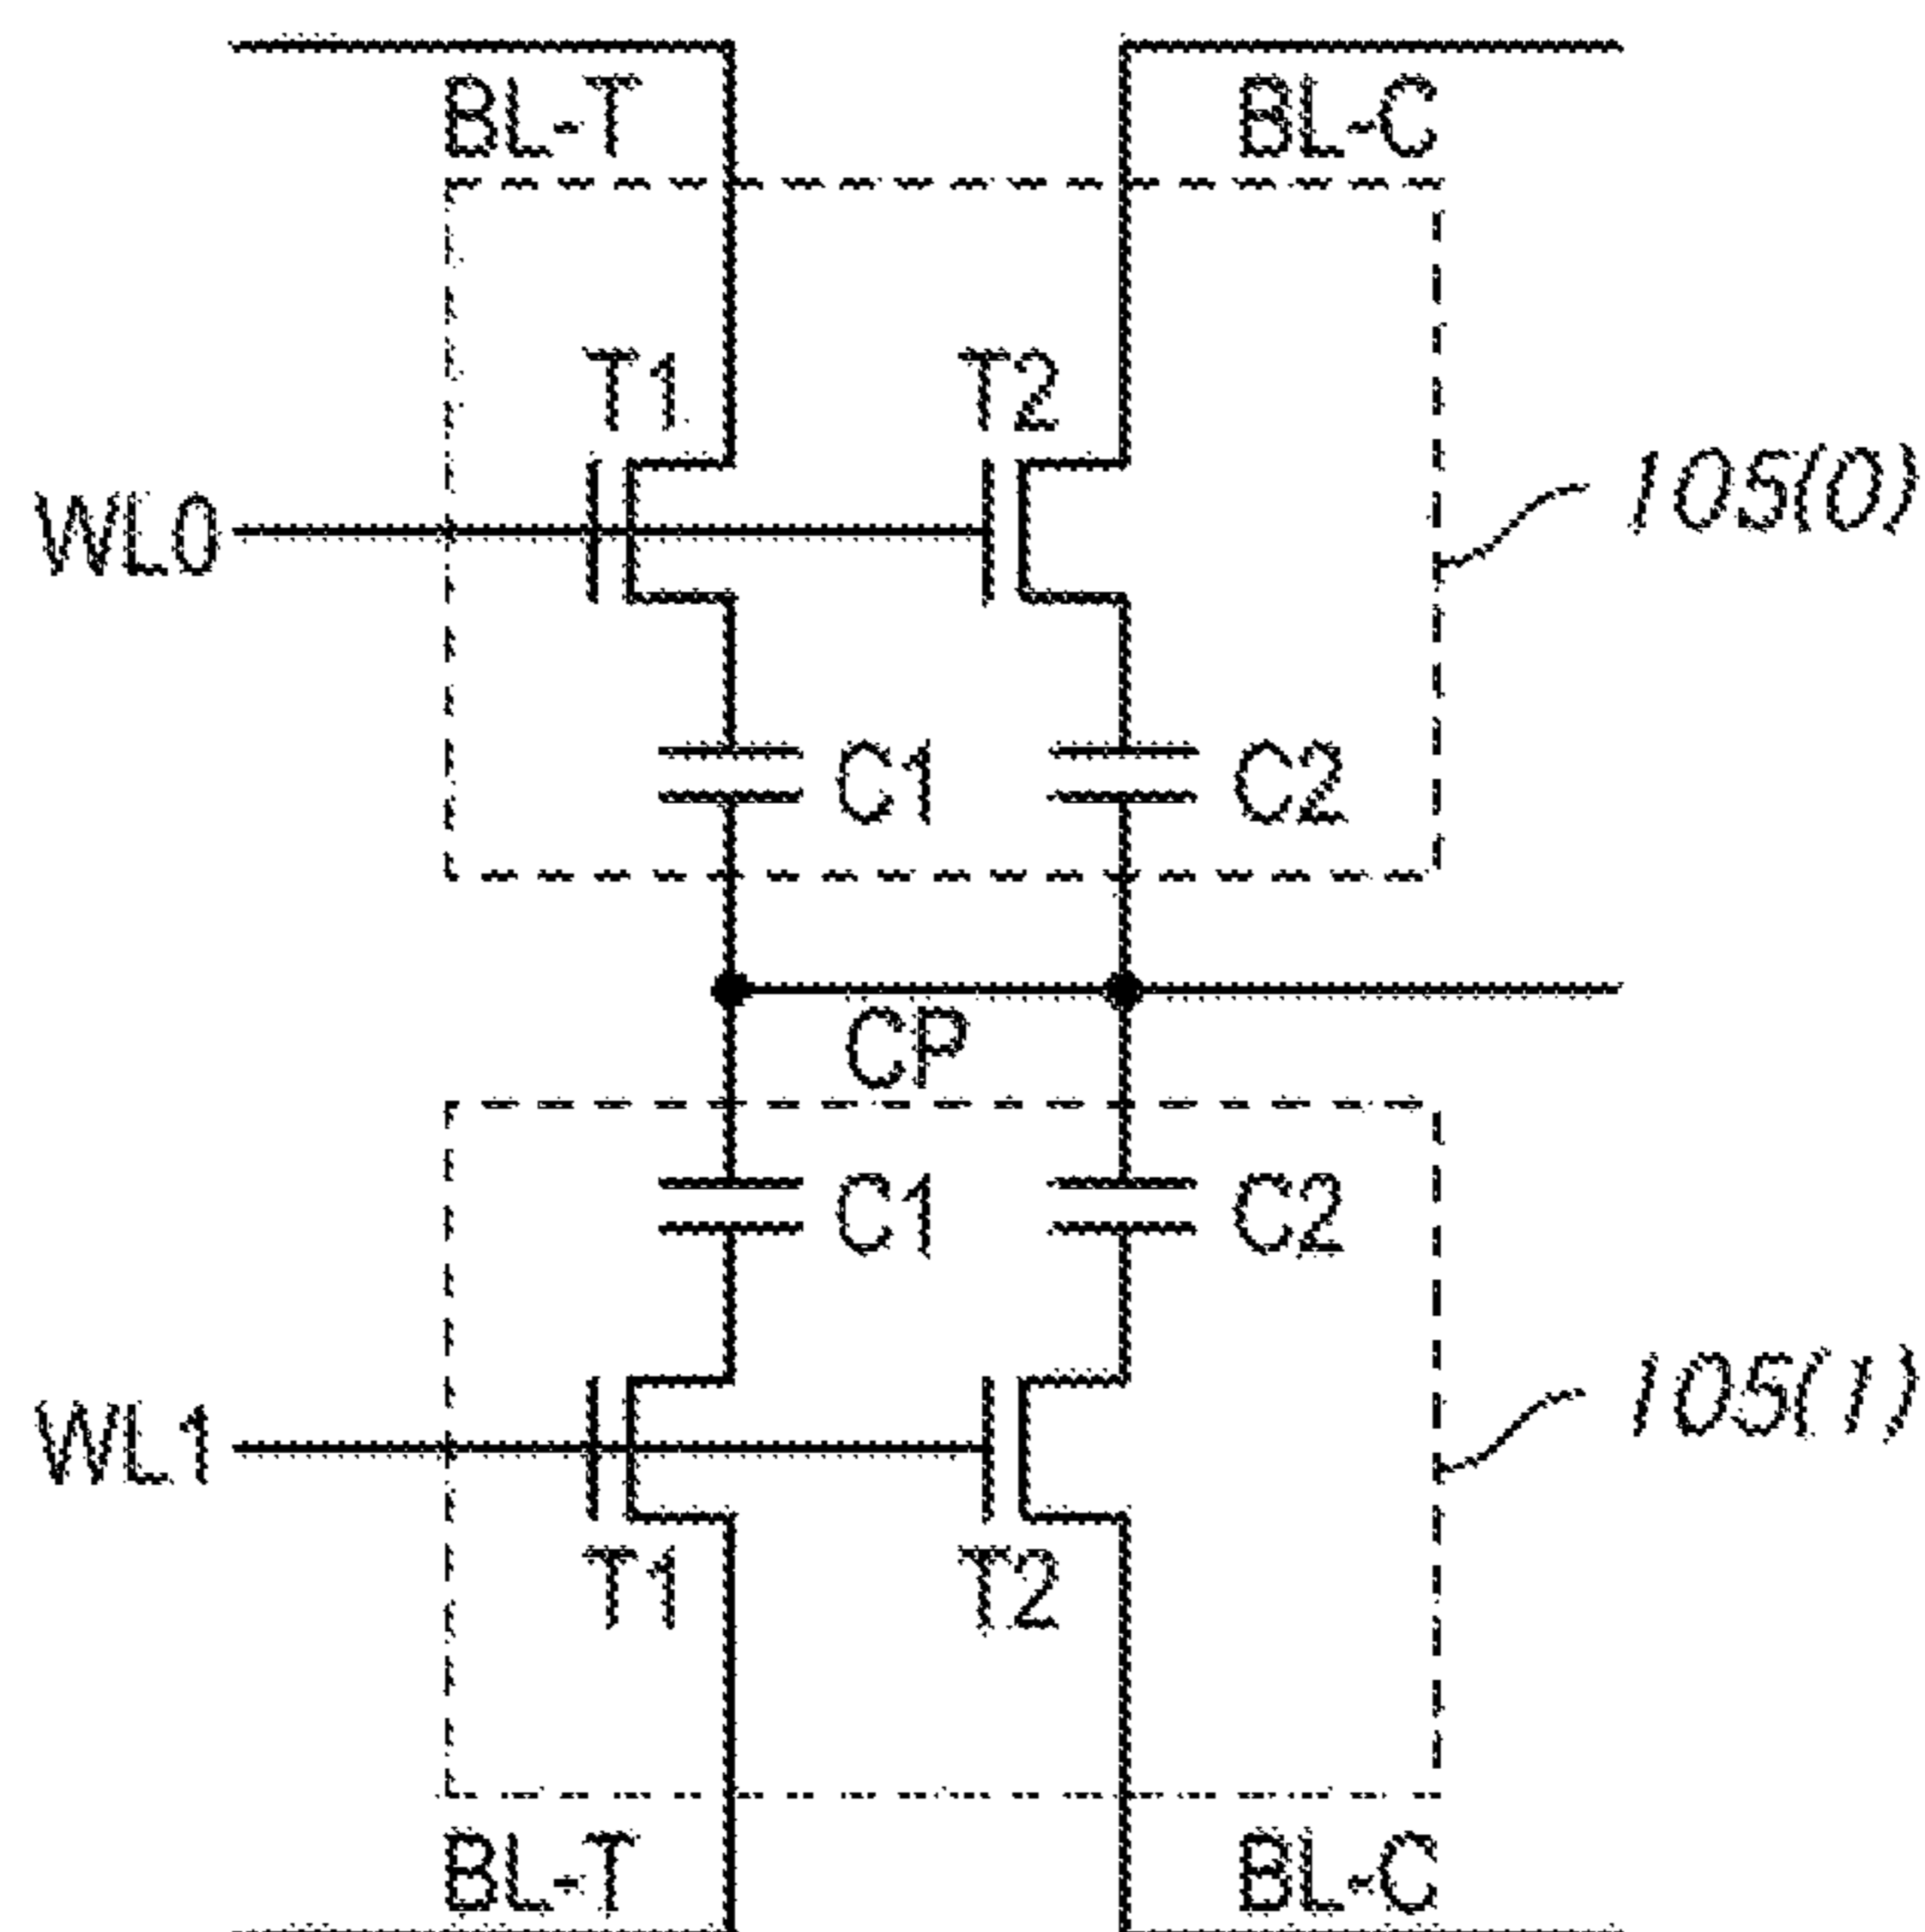 BL-T BL-C
T1 T2
WL0 105(0)
C1 C2
CP
C1 C2
WL1 105(1)
T1 T2
BL-T BL-C